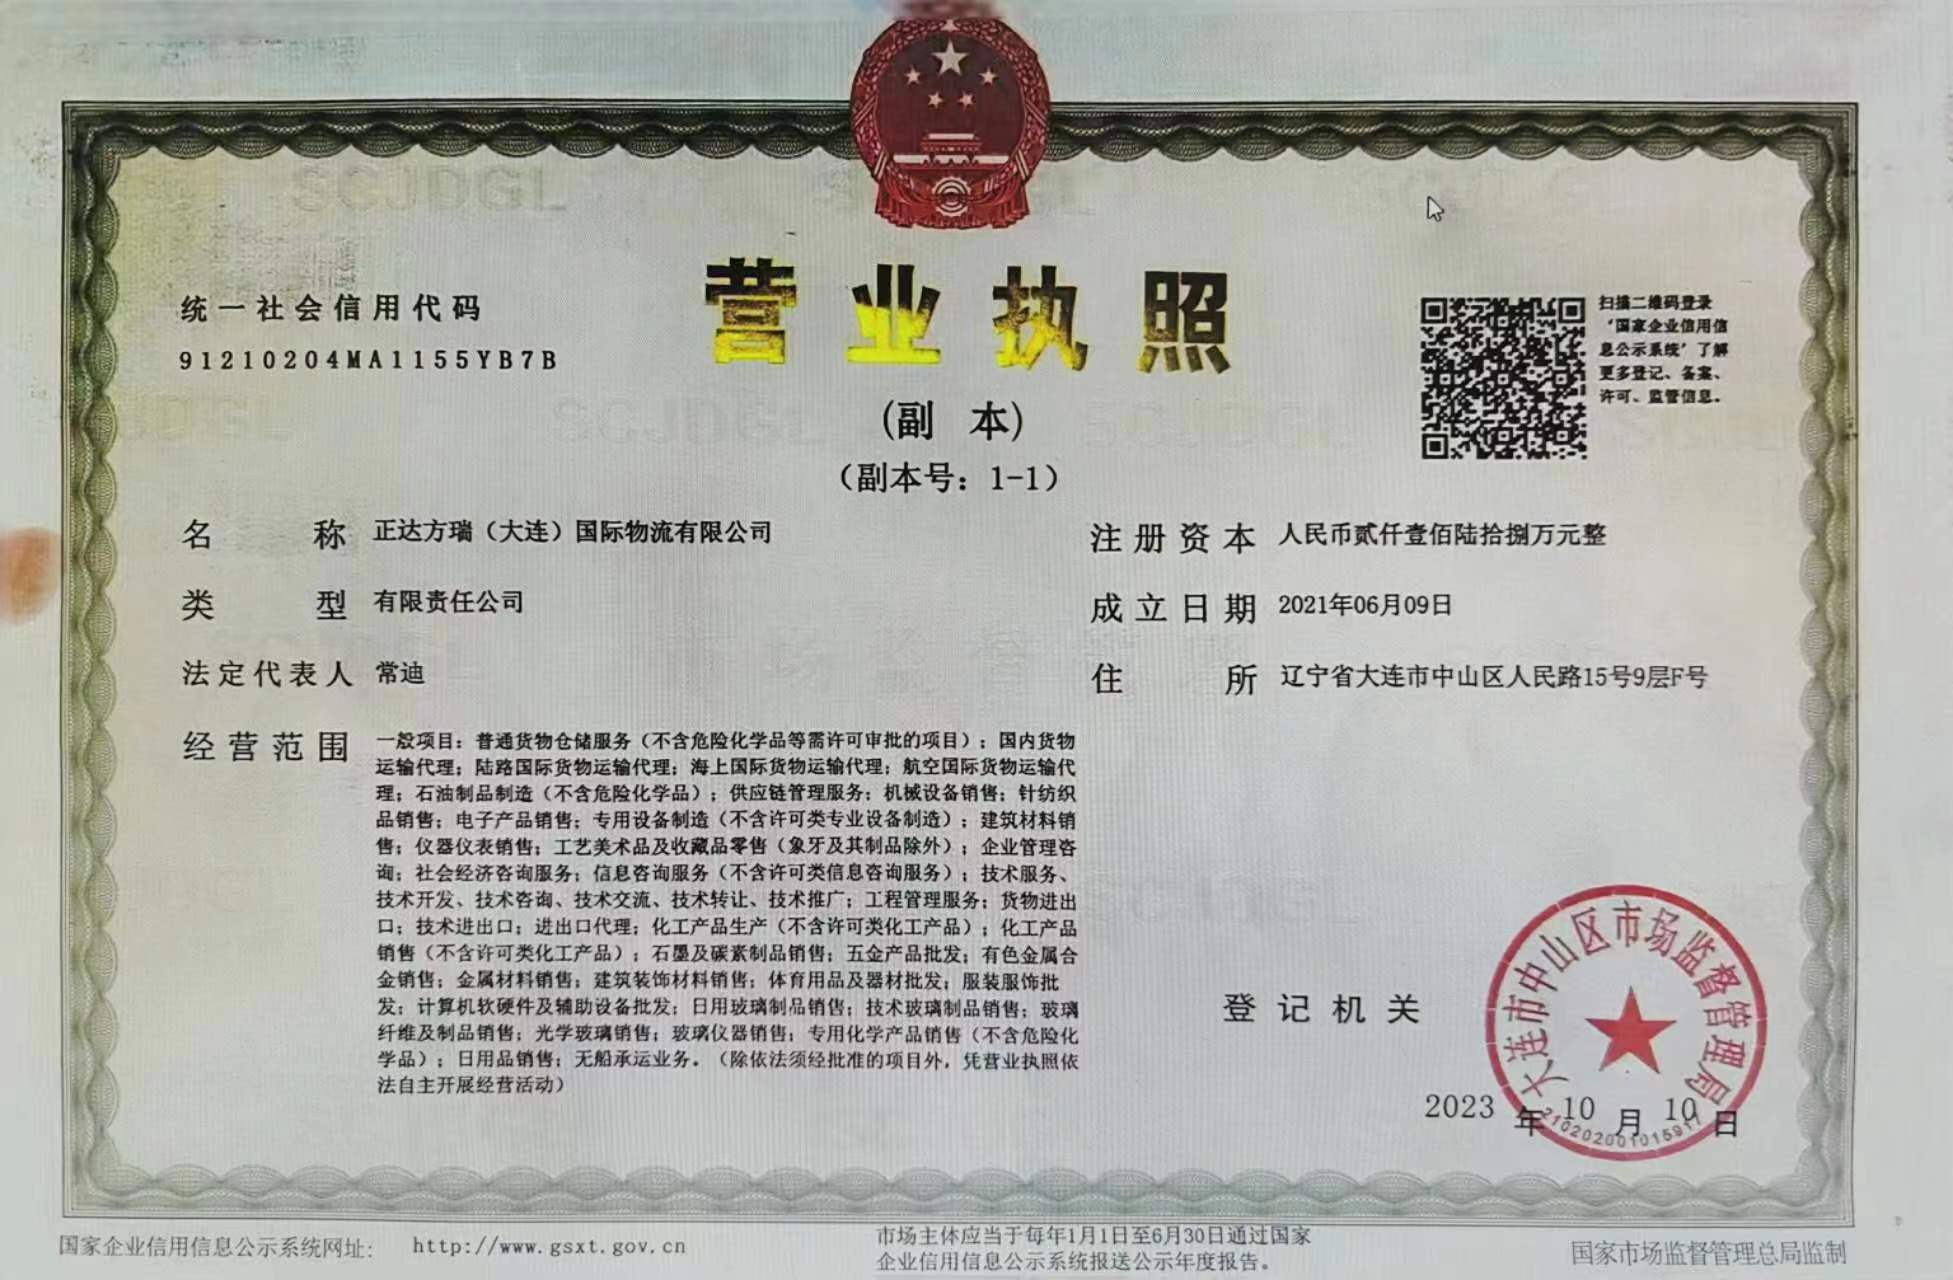 营业执照
(副 本)
（副本号：1-1）
统一社会信用代码
91210204MA1155YB7B
扫描二维码登录
‘国家企业信用信
息公示系统’了解
更多登记、备案、
许可、监管信息。
名称 正达方瑞（大连）国际物流有限公司
类型 有限责任公司
法定代表人 常迪
经营范围 一般项目：普通货物仓储服务（不含危险化学品等需许可审批的项目）；国内货物
运输代理；陆路国际货物运输代理；海上国际货物运输代理；航空国际货物运输代
理；石油制品制造（不含危险化学品）；供应链管理服务；机械设备销售；针纺织
品销售；电子产品销售；专用设备制造（不含许可类专业设备制造）；建筑材料销
售；仪器仪表销售；工艺美术品及收藏品零售（象牙及其制品除外）；企业管理咨
询；社会经济咨询服务；信息咨询服务（不含许可类信息咨询服务）；技术服务、
技术开发、技术咨询、技术交流、技术转让、技术推广；工程管理服务；货物进出
口；技术进出口；进出口代理；化工产品生产（不含许可类化工产品）；化工产品
销售（不含许可类化工产品）；石墨及碳素制品销售；五金产品批发；有色金属合
金销售；金属材料销售；建筑装饰材料销售；体育用品及器材批发；服装服饰批
发；计算机软硬件及辅助设备批发；日用玻璃制品销售；技术玻璃制品销售；玻璃
纤维及制品销售；光学玻璃销售；玻璃仪器销售；专用化学产品销售（不含危险化
学品）；日用品销售；无船承运业务。（除依法须经批准的项目外，凭营业执照依
法自主开展经营活动）
注册资本 人民币贰仟壹佰陆拾捌万元整
成立日期 2021年06月09日
住所 辽宁省大连市中山区人民路15号9层F号
登记机关
大连市中山区市场监督管理局
210202001015917
2023 年 10 月 10 日
国家企业信用信息公示系统网址： http://www.gsxt.gov.cn
市场主体应当于每年1月1日至6月30日通过国家
企业信用信息公示系统报送公示年度报告。
国家市场监督管理总局监制
SCJDGL